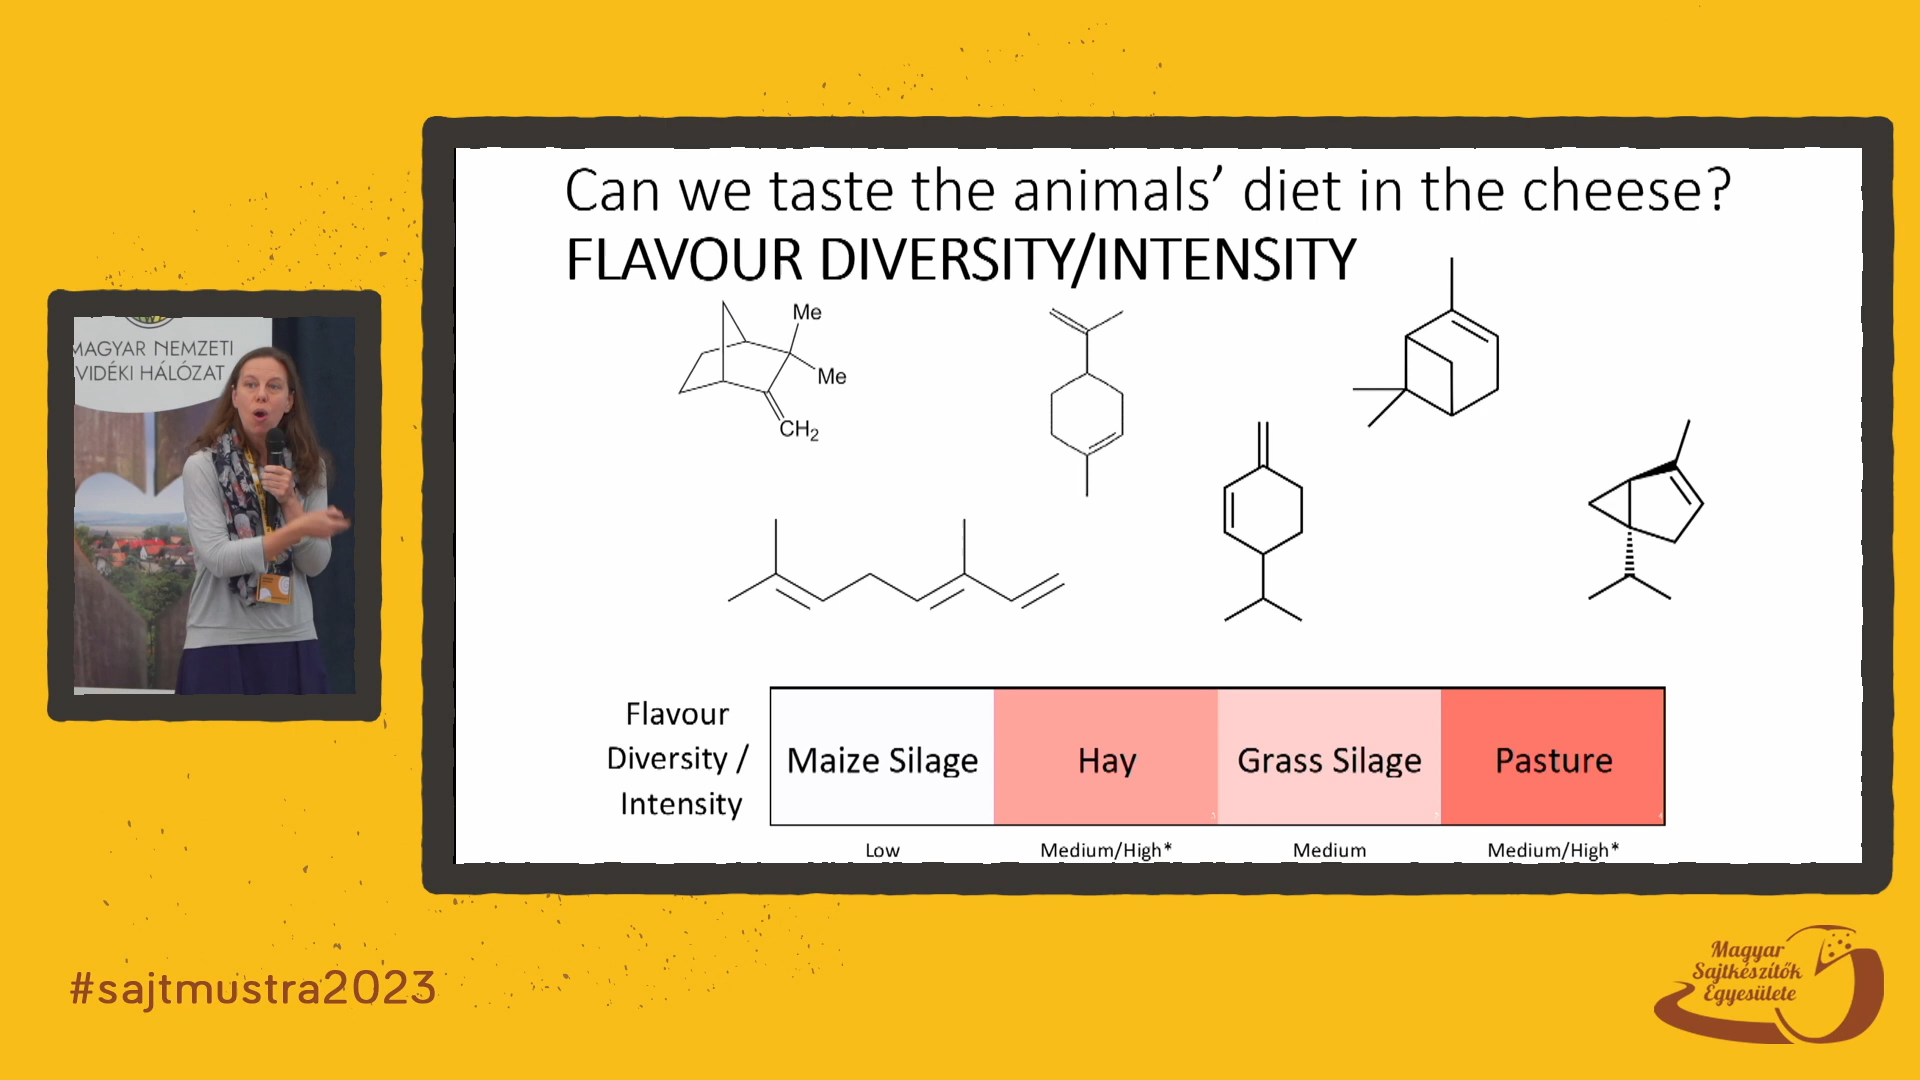 Can we taste the animals’ diet in the cheese?
FLAVOUR DIVERSITY/INTENSITY
Me
Me
CH2
MAGYAR NEMZETI
VIDÉKI HÁLÓZAT
Flavour
Diversity /
Intensity
Maize Silage
Hay
Grass Silage
Pasture
Low
Medium/High*
Medium
Medium/High*
#sajtmustra2023
Magyar
Sajtkészítők
Egyesülete